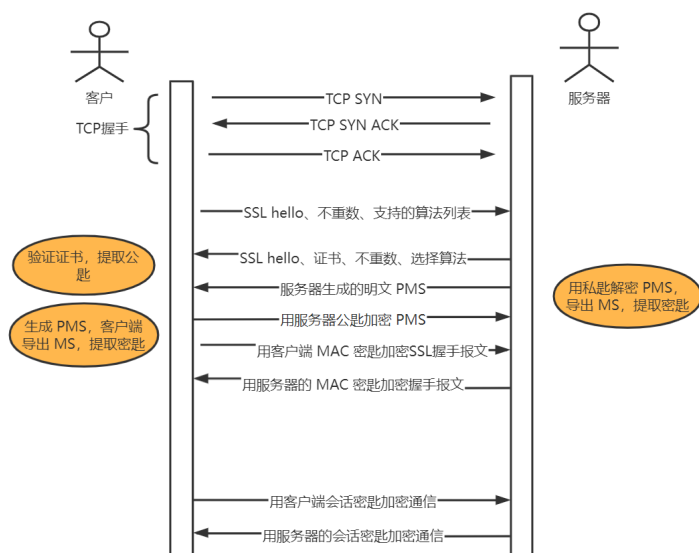 客户
服务器
TCP握手
TCP SYN
TCP SYN ACK
TCP ACK
SSL hello、不重数、支持的算法列表
验证证书，提取公
匙
SSL hello、证书、不重数、选择算法
服务器生成的明文 PMS
用私匙解密 PMS，
导出 MS，提取密匙
生成 PMS，客户端
导出 MS，提取密匙
用服务器公匙加密 PMS
用客户端 MAC 密匙加密SSL握手报文
用服务器的 MAC 密匙加密握手报文
用客户端会话密匙加密通信
用服务器的会话密匙加密通信